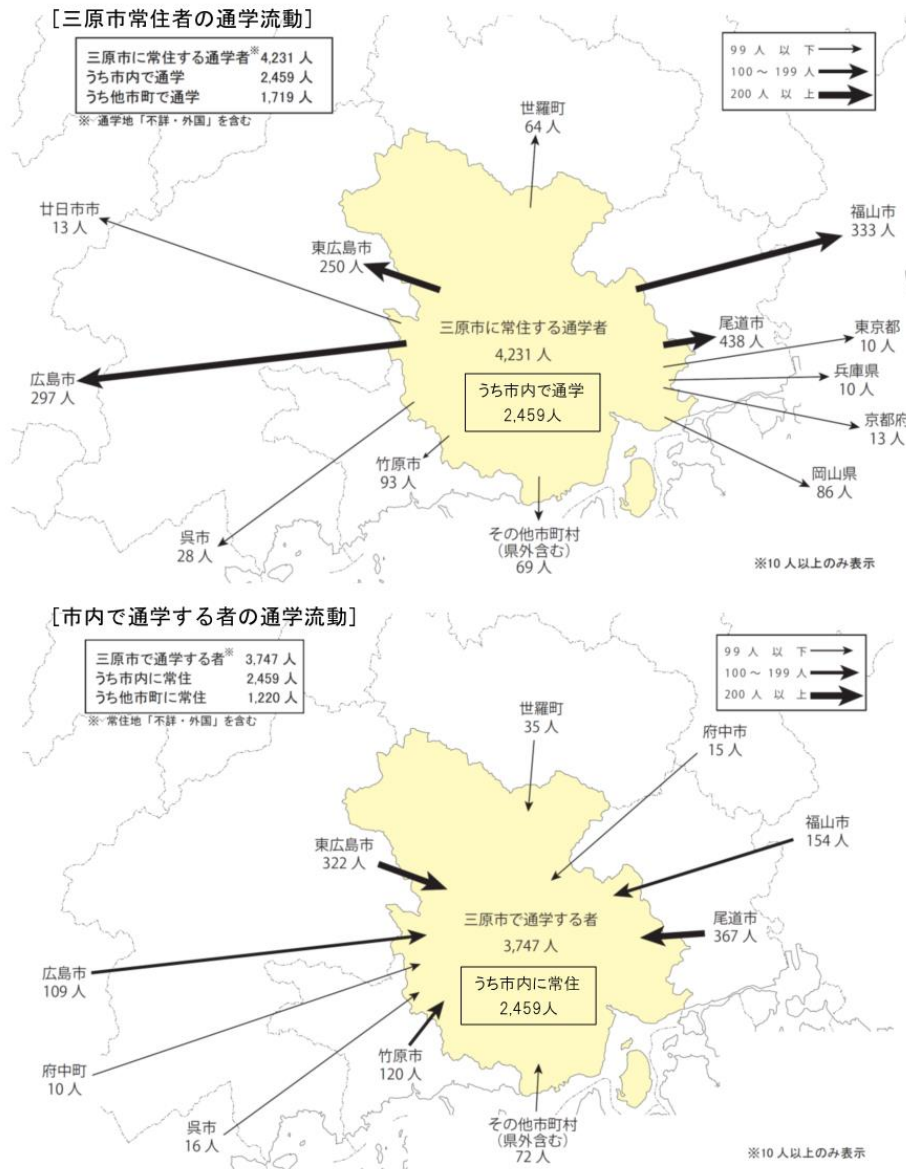 [三原市常住者の通学流動]
三原市に常住する通学者※ 4,231 人
うち市内で通学 2,459 人
うち他市町で通学 1,719 人
※ 通学地「不詳・外国」を含む
99 人 以 下
100～ 199 人
200 人 以 上
世羅町
64 人
廿日市市
13 人
福山市
333 人
東広島市
250 人
三原市に常住する通学者
4,231 人
尾道市
438 人
東京都
10 人
兵庫県
10 人
広島市
297 人
うち市内で通学
2,459人
京都府
13 人
竹原市
93 人
岡山県
86 人
呉市
28 人
その他市町村
(県外含む)
69 人
※10 人以上のみ表示
[市内で通学する者の通学流動]
三原市で通学する者※ 3,747 人
うち市内に常住 2,459 人
うち他市町に常住 1,220 人
※ 常住地「不詳・外国」を含む
99 人 以 下
100～ 199 人
200 人 以 上
世羅町
35 人
府中市
15 人
東広島市
322 人
福山市
154 人
三原市で通学する者
3,747 人
尾道市
367 人
広島市
109 人
うち市内に常住
2,459人
府中町
10 人
竹原市
120 人
呉市
16 人
その他市町村
(県外含む)
72 人
※10 人以上のみ表示